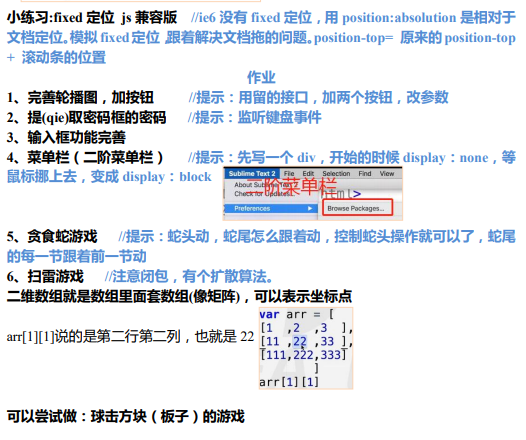 小练习:fixed 定位 js 兼容版 //ie6 没有 fixed 定位，用 position:absolution 是相对于
文档定位。模拟 fixed 定位，跟着解决文档拖的问题。position-top= 原来的 position-top
+ 滚动条的位置
作业
1、完善轮播图，加按钮 //提示：用留的接口，加两个按钮，改参数
2、提(qie)取密码框的密码 //提示：监听键盘事件
3、输入框功能完善
4、菜单栏（二阶菜单栏） //提示：先写一个 div，开始的时候 display：none，等
鼠标挪上去，变成 display：block
Sublime Text 2 File Edit Selection Find View
About Sublime Text
二阶菜单栏
Check for Updates...
html>
Preferences
Browse Packages...
5、贪食蛇游戏 //提示：蛇头动，蛇尾怎么跟着动，控制蛇头操作就可以了，蛇尾
的每一节跟着前一节动
6、扫雷游戏 //注意闭包，有个扩散算法。
二维数组就是数组里面套数组(像矩阵)，可以表示坐标点
arr[1][1]说的是第二行第二列，也就是 22
var arr = [
[1 ,2 ,3 ],
[11 ,22 ,33 ],
[111,222,333]
]
arr[1][1]
可以尝试做：球击方块（板子）的游戏